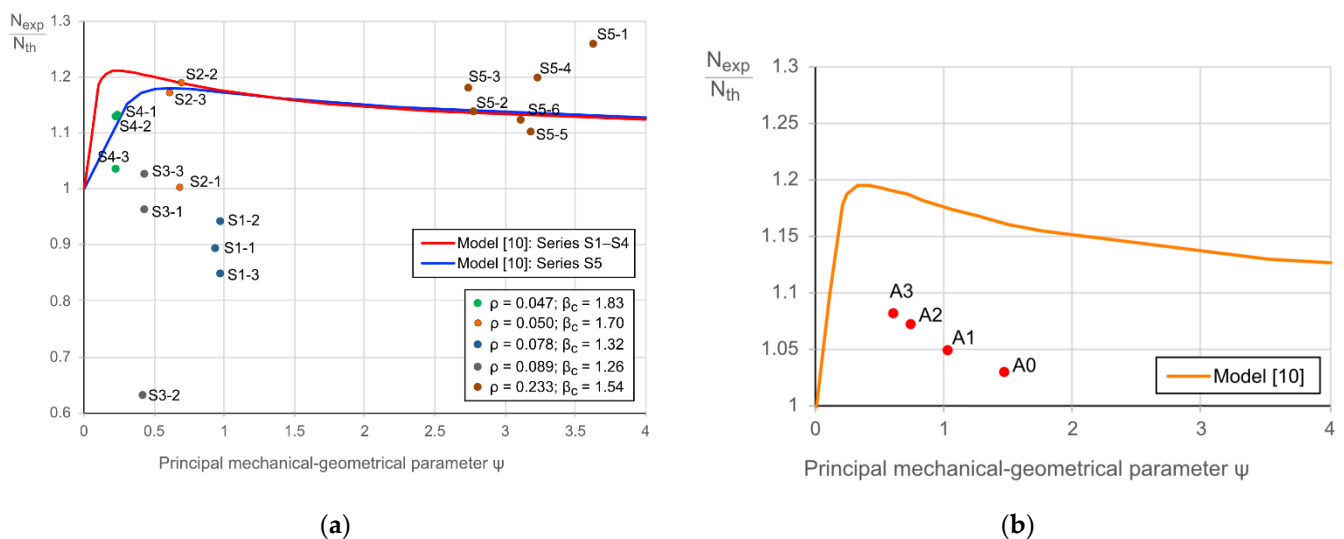 N_exp
N_th
1.3
1.2
1.1
1
0.9
0.8
0.7
0.6
0 0.5 1 1.5 2 2.5 3 3.5 4
Principal mechanical-geometrical parameter ψ
S5-1
S5-4
S5-3
S2-2
S2-3
S5-2
S5-6
S5-5
S4-1
S4-2
S4-3
S3-3
S2-1
S3-1
S1-2
S1-1
S1-3
S3-2
Model [10]: Series S1–S4
Model [10]: Series S5
ρ = 0.047; β_c = 1.83
ρ = 0.050; β_c = 1.70
ρ = 0.078; β_c = 1.32
ρ = 0.089; β_c = 1.26
ρ = 0.233; β_c = 1.54
(a)
N_exp
N_th
1.3
1.25
1.2
1.15
1.1
1.05
1
0 1 2 3 4
A3
A2
A1
A0
Model [10]
Principal mechanical-geometrical parameter ψ
(b)